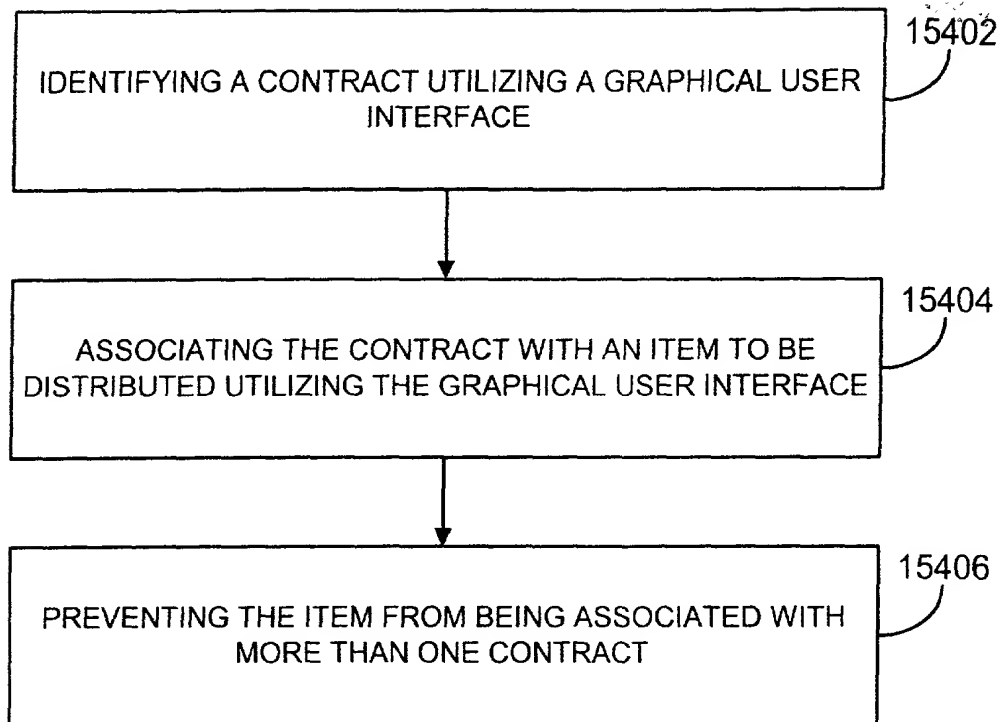 15402
IDENTIFYING A CONTRACT UTILIZING A GRAPHICAL USER
INTERFACE
15404
ASSOCIATING THE CONTRACT WITH AN ITEM TO BE
DISTRIBUTED UTILIZING THE GRAPHICAL USER INTERFACE
15406
PREVENTING THE ITEM FROM BEING ASSOCIATED WITH
MORE THAN ONE CONTRACT